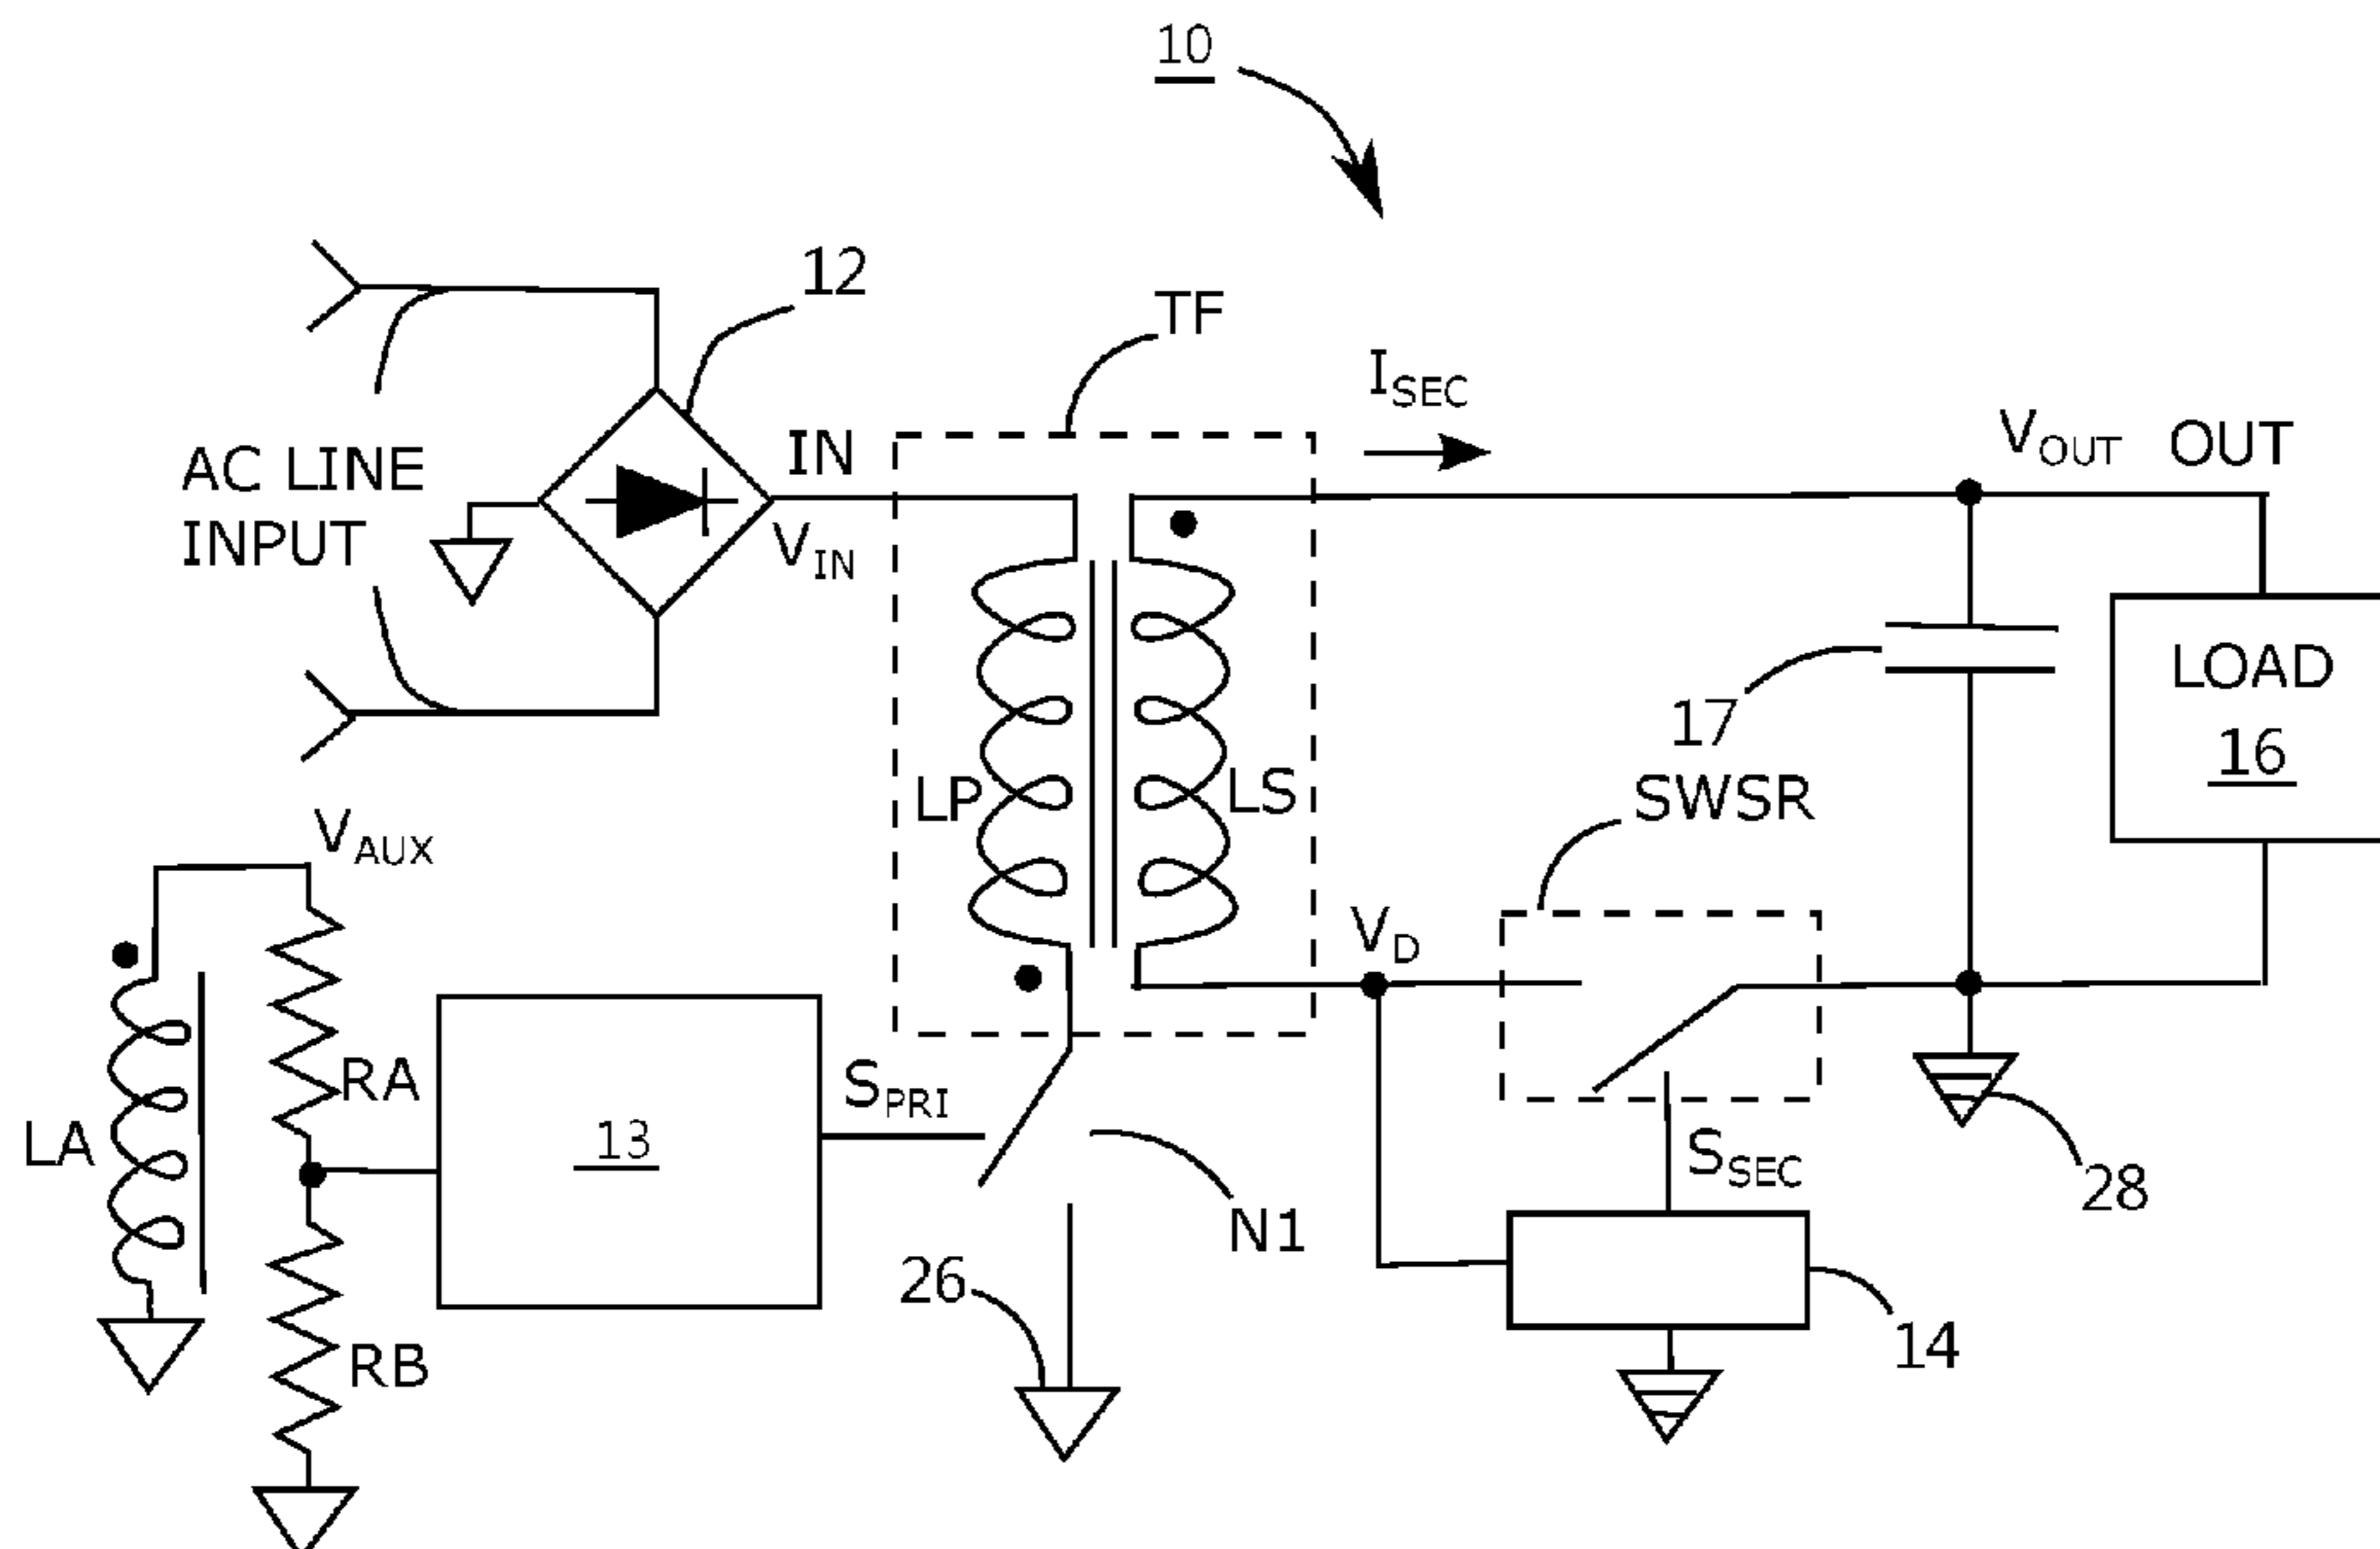 10
12
TF
I_SEC
V_OUT OUT
AC LINE
INPUT
IN
V_IN
LOAD
16
17
LP
LS
SWSR
V_AUX
V_D
RA
13
S_PRI
LA
N1
S_SEC
28
26
14
RB